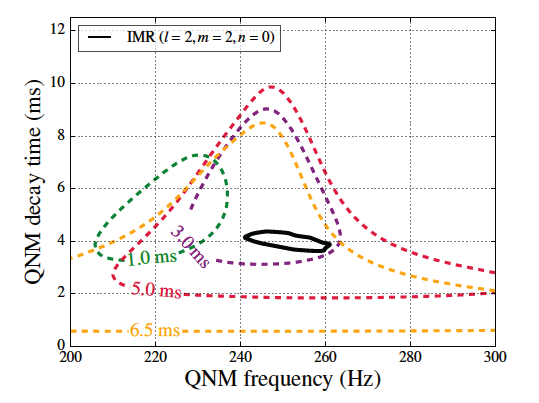 IMR (l = 2, m = 2, n = 0)
12
10
8
6
4
2
0
QNM decay time (ms)
1.0 ms
3.0 ms
5.0 ms
6.5 ms
200 220 240 260 280 300
QNM frequency (Hz)